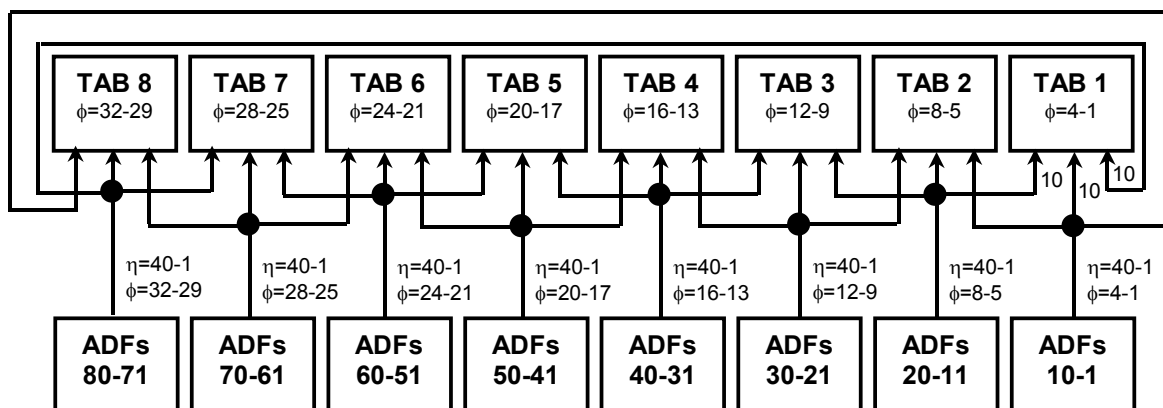 TAB 8
ϕ=32-29
TAB 7
ϕ=28-25
TAB 6
ϕ=24-21
TAB 5
ϕ=20-17
TAB 4
ϕ=16-13
TAB 3
ϕ=12-9
TAB 2
ϕ=8-5
TAB 1
ϕ=4-1
10
10
10
η=40-1
ϕ=32-29
η=40-1
ϕ=28-25
η=40-1
ϕ=24-21
η=40-1
ϕ=20-17
η=40-1
ϕ=16-13
η=40-1
ϕ=12-9
η=40-1
ϕ=8-5
η=40-1
ϕ=4-1
ADFs
80-71
ADFs
70-61
ADFs
60-51
ADFs
50-41
ADFs
40-31
ADFs
30-21
ADFs
20-11
ADFs
10-1